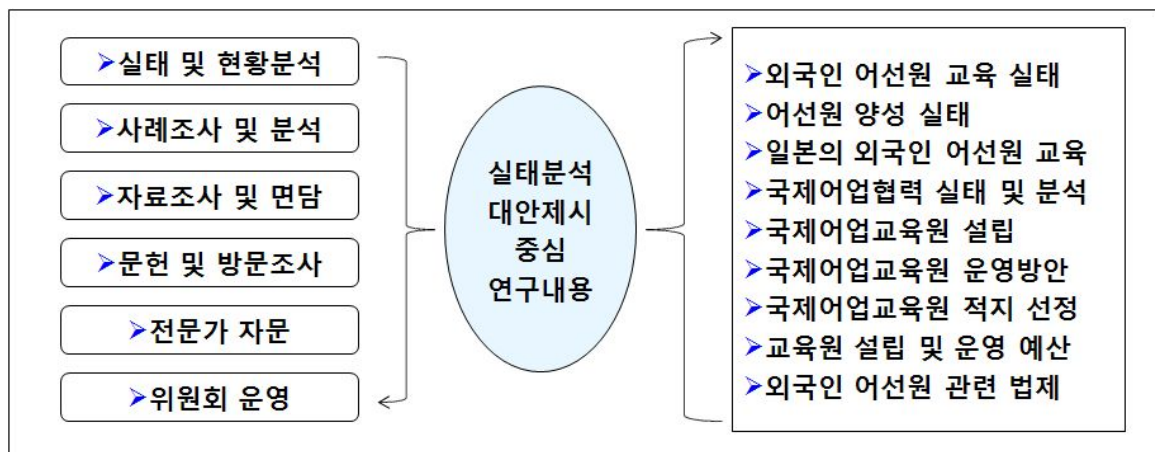 ➢실태 및 현황분석
➢사례조사 및 분석
➢자료조사 및 면담
➢문헌 및 방문조사
➢전문가 자문
➢위원회 운영
실태분석
대안제시
중심
연구내용
➢외국인 어선원 교육 실태
➢어선원 양성 실태
➢일본의 외국인 어선원 교육
➢국제어업협력 실태 및 분석
➢국제어업교육원 설립
➢국제어업교육원 운영방안
➢국제어업교육원 적지 선정
➢교육원 설립 및 운영 예산
➢외국인 어선원 관련 법제